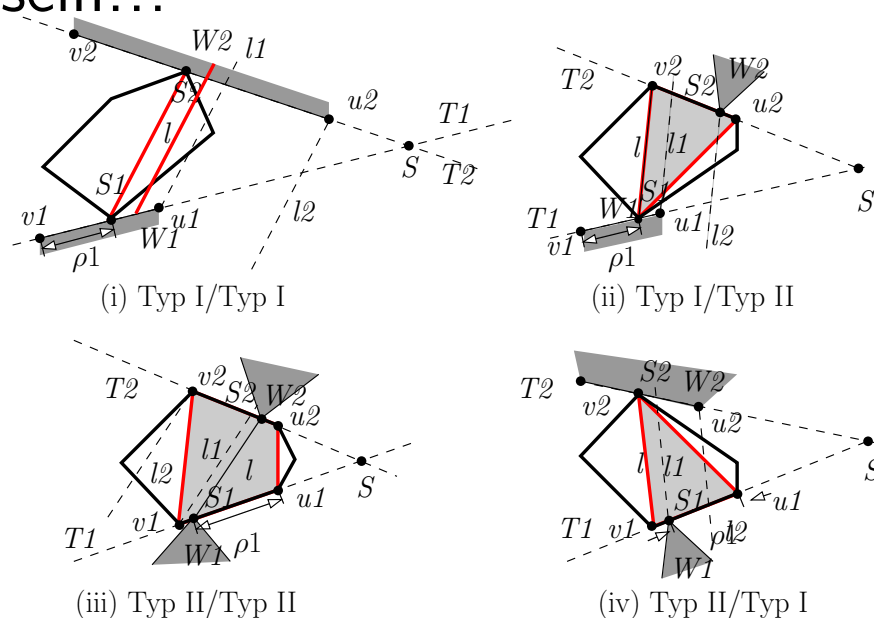 sein...
W2
l1
v2
S2
u2
l
T1
S
T2
S1
l2
v1
u1
W1
ρ1
(i) Typ I/Typ I
T2
v2
S2
W2
u2
l
l1
S1
S
W1
T1
u1
v1
l2
ρ1
(ii) Typ I/Typ II
T2
v2
S2
W2
u2
l1
l2
l
S
S1
u1
v1
T1
W1
ρ1
(iii) Typ II/Typ II
S2
T2
W2
v2
u2
l
l1
S
S1
u1
T1
v1
ρ1
l2
W1
(iv) Typ II/Typ I